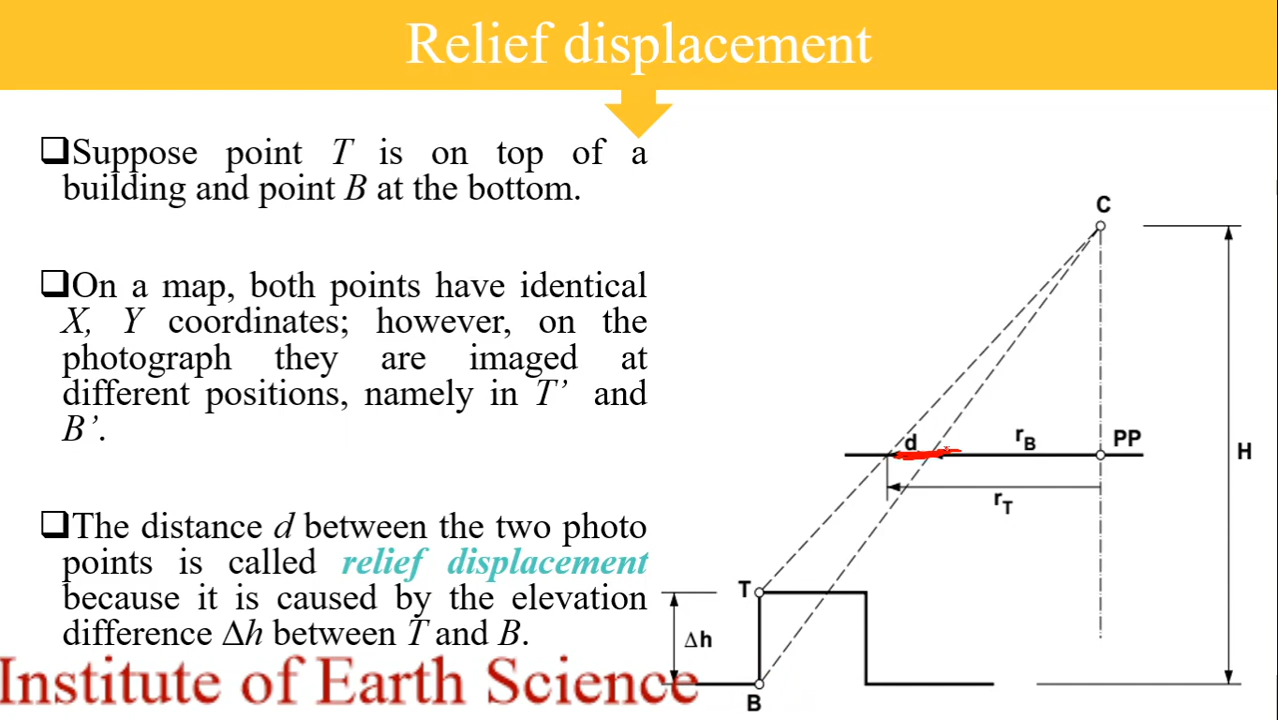 Relief displacement
❑Suppose point T is on top of a
building and point B at the bottom.
❑On a map, both points have identical
X, Y coordinates; however, on the
photograph they are imaged at
different positions, namely in T’ and
B’.
❑The distance d between the two photo
points is called relief displacement
because it is caused by the elevation
difference Δh between T and B.
Institute of Earth Science
C
d
rB
PP
H
rT
T
Δh
B